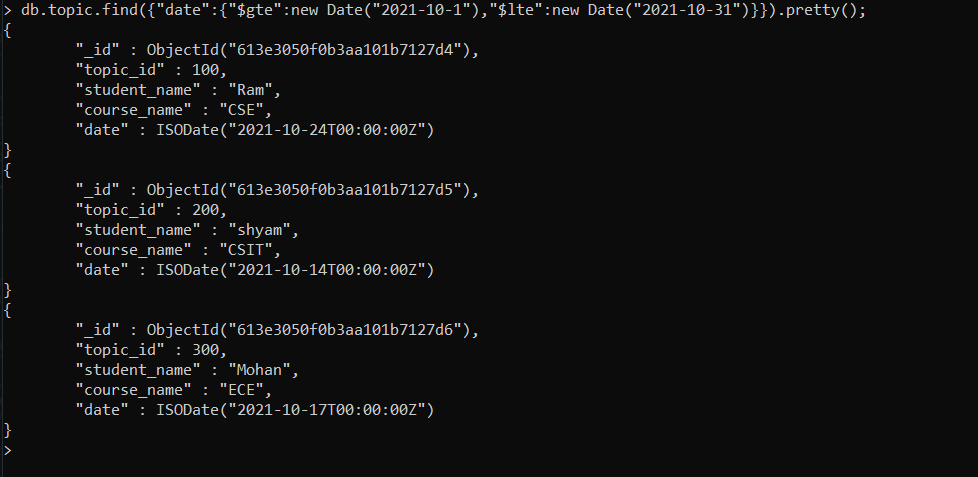 > db.topic.find({"date":{"$gte":new Date("2021-10-1"),"$lte":new Date("2021-10-31")}}).pretty();
{
        "_id" : ObjectId("613e3050f0b3aa101b7127d4"),
        "topic_id" : 100,
        "student_name" : "Ram",
        "course_name" : "CSE",
        "date" : ISODate("2021-10-24T00:00:00Z")
}
{
        "_id" : ObjectId("613e3050f0b3aa101b7127d5"),
        "topic_id" : 200,
        "student_name" : "shyam",
        "course_name" : "CSIT",
        "date" : ISODate("2021-10-14T00:00:00Z")
}
{
        "_id" : ObjectId("613e3050f0b3aa101b7127d6"),
        "topic_id" : 300,
        "student_name" : "Mohan",
        "course_name" : "ECE",
        "date" : ISODate("2021-10-17T00:00:00Z")
}
>